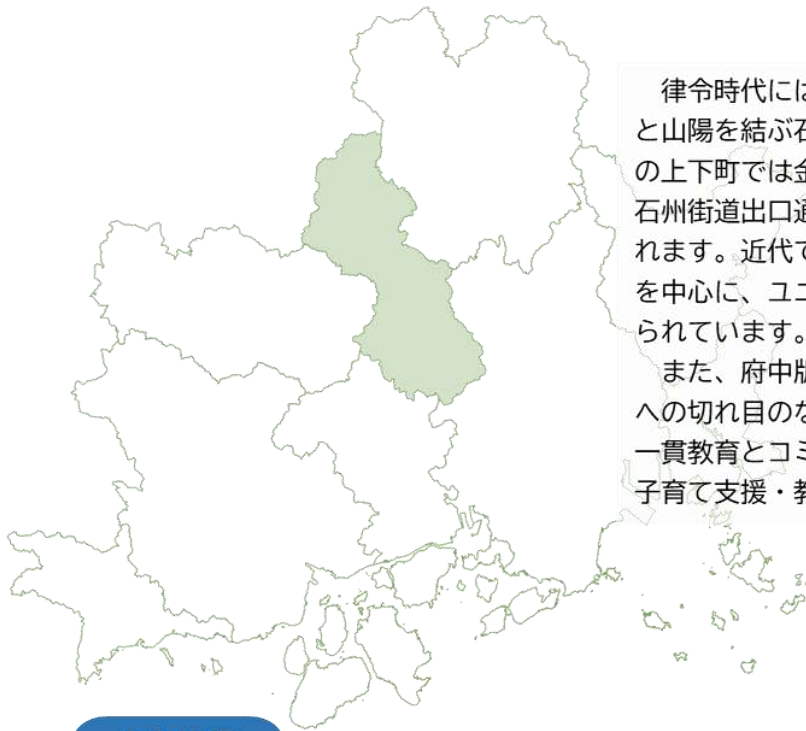 律令時代には
と山陽を結ぶ石
の上下町では金
石州街道出口通
れます。近代で
を中心に、ユニ
られています。
また、府中版
への切れ目のな
一貫教育とコミ
子育て支援・教